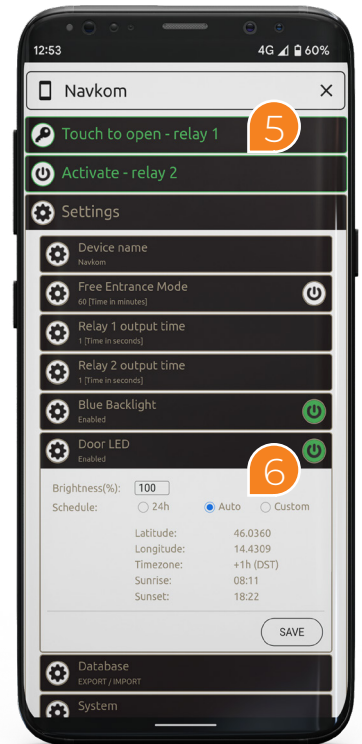 12:53 4G 60%
Navkom ×
Touch to open - relay 1 5
Activate - relay 2
Settings
Device name
Navkom
Free Entrance Mode
60 [Time in minutes]
Relay 1 output time
1 [Time in seconds]
Relay 2 output time
1 [Time in seconds]
Blue Backlight
Enabled
Door LED 6
Enabled
Brightness(%): 100
Schedule: 24h Auto Custom
Latitude: 46.0360
Longitude: 14.4309
Timezone: +1h (DST)
Sunrise: 08:11
Sunset: 18:22
SAVE
Database
EXPORT / IMPORT
System